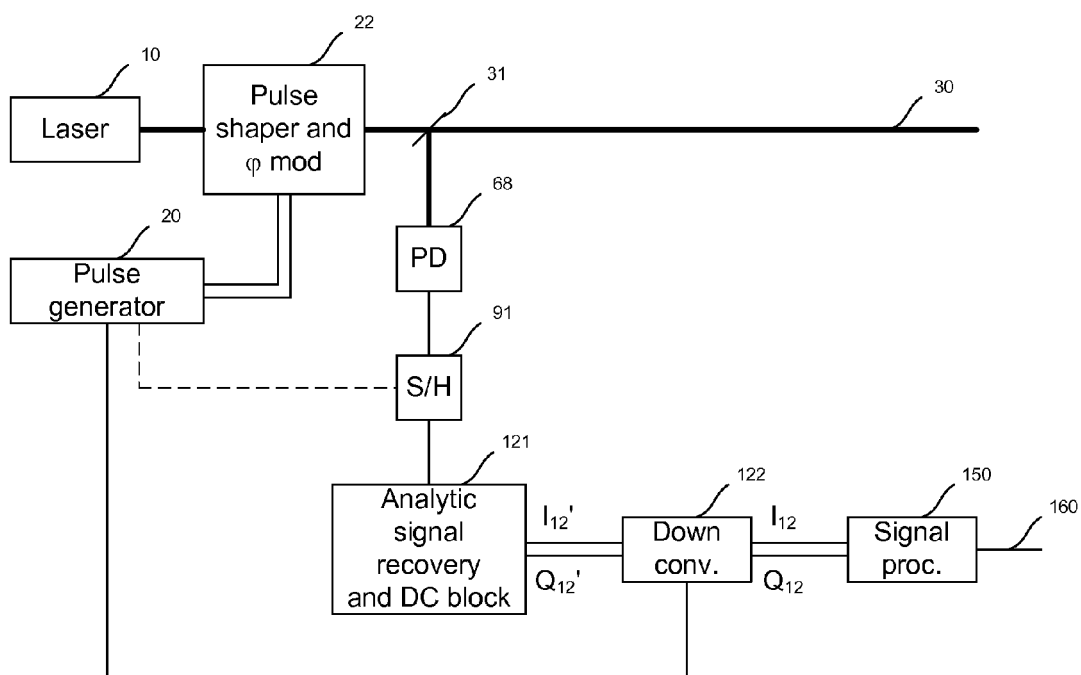 22
10
31
30
Laser
Pulse
shaper and
φ mod
68
20
PD
Pulse
generator
91
S/H
121
122
150
160
Analytic
signal
recovery
and DC block
I12'
Q12'
Down
conv.
I12
Q12
Signal
proc.